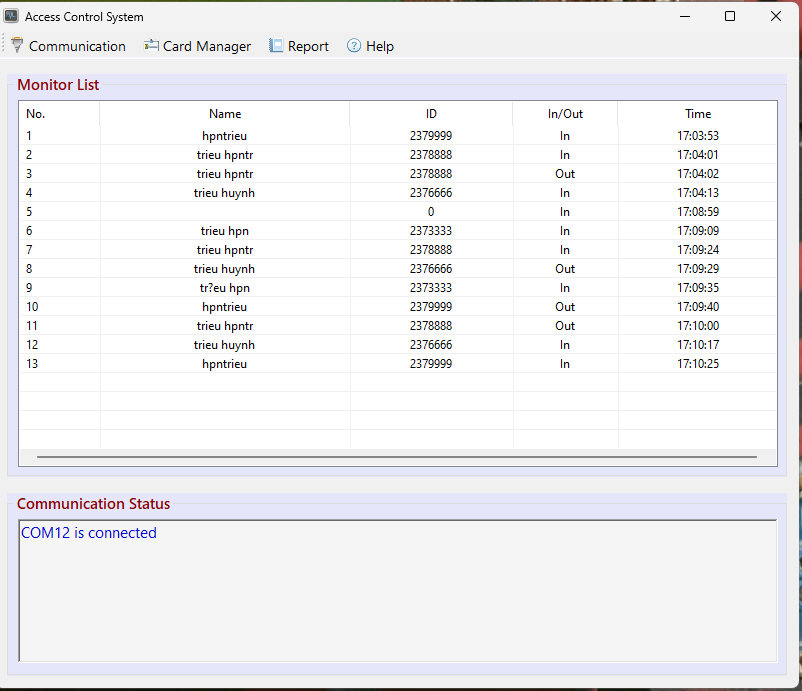 Access Control System
Communication Card Manager Report Help
Monitor List
No. Name ID In/Out Time
1 hpntrieu 2379999 In 17:03:53
2 trieu hpntr 2378888 In 17:04:01
3 trieu hpntr 2378888 Out 17:04:02
4 trieu huynh 2376666 In 17:04:13
5 0 In 17:08:59
6 trieu hpn 2373333 In 17:09:09
7 trieu hpntr 2378888 In 17:09:24
8 trieu huynh 2376666 Out 17:09:29
9 tr?eu hpn 2373333 In 17:09:35
10 hpntrieu 2379999 Out 17:09:40
11 trieu hpntr 2378888 Out 17:10:00
12 trieu huynh 2376666 In 17:10:17
13 hpntrieu 2379999 In 17:10:25
Communication Status
COM12 is connected